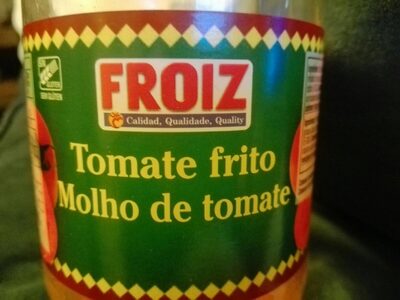 FROIZ
Calidad, Qualidade, Quality
Tomate frito
Molho de tomate